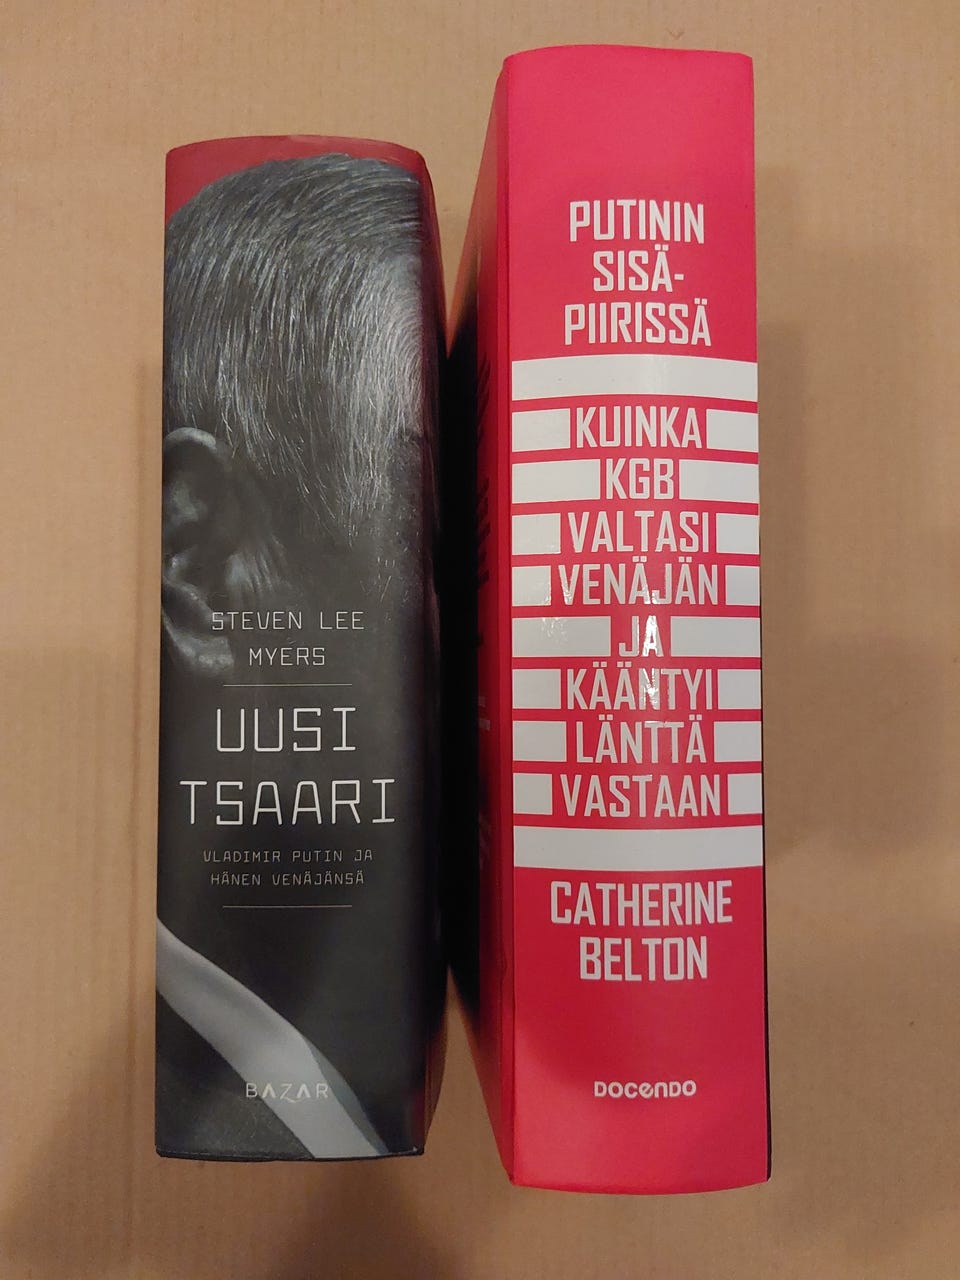 STEVEN LEE
MYERS
UUSI
TSAARI
VLADIMIR PUTIN JA
HÄNEN VENÄJÄNSÄ
BAZAR
PUTININ
SISÄ-
PIIRISSÄ
KUINKA
KGB
VALTASI
VENÄJÄN
JA
KÄÄNTYI
LÄNTTÄ
VASTAAN
CATHERINE
BELTON
DOCENDO